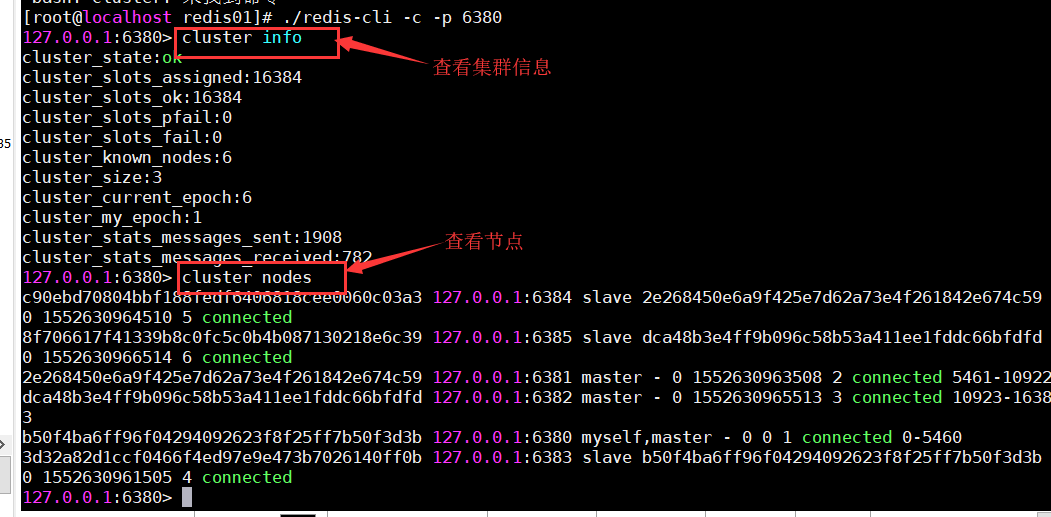 [root@localhost redis01]# ./redis-cli -c -p 6380
127.0.0.1:6380> cluster info
查看集群信息
cluster_state:ok
cluster_slots_assigned:16384
cluster_slots_ok:16384
cluster_slots_pfail:0
cluster_slots_fail:0
35
cluster_known_nodes:6
cluster_size:3
cluster_current_epoch:6
cluster_my_epoch:1
cluster_stats_messages_sent:1908
查看节点
cluster_stats_messages_received:782
127.0.0.1:6380> cluster nodes
c90ebd70804bbf188fedf6406818cee0060c03a3 127.0.0.1:6384 slave 2e268450e6a9f425e7d62a73e4f261842e674c59
0 1552630964510 5 connected
8f706617f41339b8c0fc5c0b4b087130218e6c39 127.0.0.1:6385 slave dca48b3e4ff9b096c58b53a411ee1fddc66bfdfd
0 1552630966514 6 connected
2e268450e6a9f425e7d62a73e4f261842e674c59 127.0.0.1:6381 master - 0 1552630963508 2 connected 5461-10922
dca48b3e4ff9b096c58b53a411ee1fddc66bfdfd 127.0.0.1:6382 master - 0 1552630965513 3 connected 10923-1638
3
b50f4ba6ff96f04294092623f8f25ff7b50f3d3b 127.0.0.1:6380 myself,master - 0 0 1 connected 0-5460
3d32a82d1ccf0466f4ed97e9e473b7026140ff0b 127.0.0.1:6383 slave b50f4ba6ff96f04294092623f8f25ff7b50f3d3b
0 1552630961505 4 connected
127.0.0.1:6380>